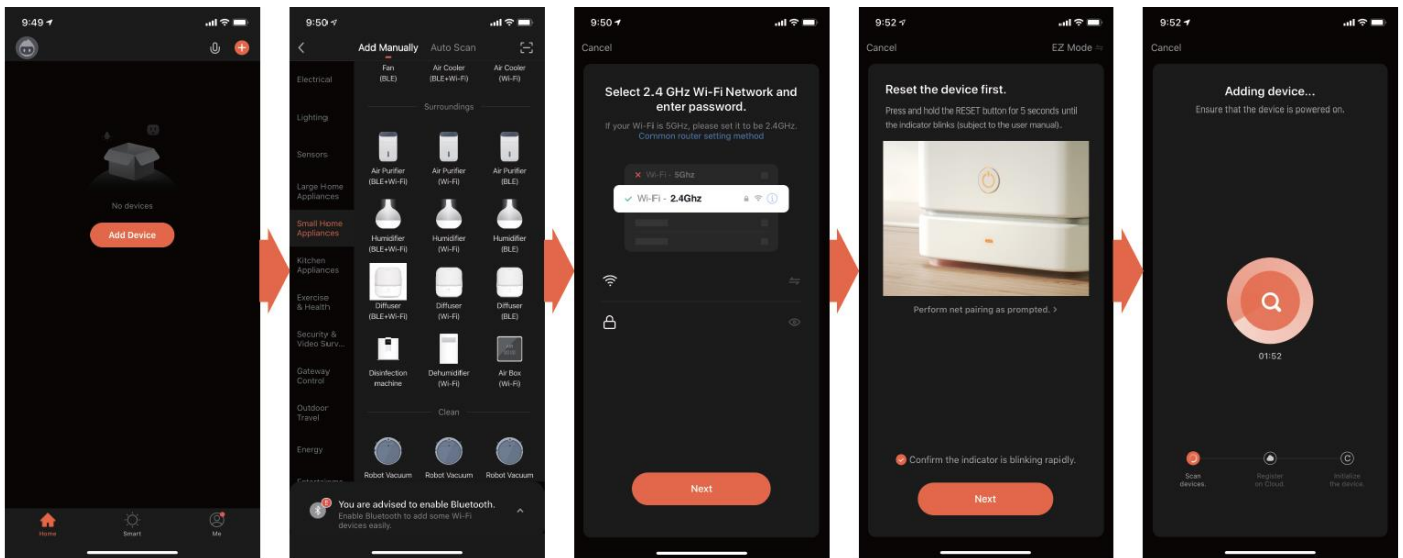 9:49
No devices
Add Device
Home
Smart
Me
9:50
Add Manually
Auto Scan
Electrical
Lighting
Sensors
Large Home
Appliances
Small Home
Appliances
Kitchen
Appliances
Exercise
& Health
Security &
Video Surv...
Gateway
Control
Outdoor
Travel
Energy
Fan
(BLE)
Air Cooler
(BLE+Wi-Fi)
Air Cooler
(Wi-Fi)
Surroundings
Air Purifier
(BLE+Wi-Fi)
Air Purifier
(Wi-Fi)
Air Purifier
(BLE)
Humidifier
(BLE+Wi-Fi)
Humidifier
(Wi-Fi)
Humidifier
(BLE)
Diffuser
(BLE+Wi-Fi)
Diffuser
(Wi-Fi)
Diffuser
(BLE)
Disinfection
machine
Dehumidifier
(Wi-Fi)
Air Box
(Wi-Fi)
Clean
Robot Vacuum
Robot Vacuum
Robot Vacuum
You are advised to enable Bluetooth.
Enable Bluetooth to add some Wi-Fi
devices easily.
9:50
Cancel
Select 2.4 GHz Wi-Fi Network and
enter password.
If your Wi-Fi is 5GHz, please set it to be 2.4GHz.
Common router setting method
Wi-Fi - 5Ghz
Wi-Fi - 2.4Ghz
Next
9:52
Cancel
EZ Mode
Reset the device first.
Press and hold the RESET button for 5 seconds until
the indicator blinks (subject to the user manual).
Perform net pairing as prompted. >
Confirm the indicator is blinking rapidly.
Next
9:52
Cancel
Adding device...
Ensure that the device is powered on.
01:52
Scan
devices.
Register
on Cloud.
Initialize
the device.